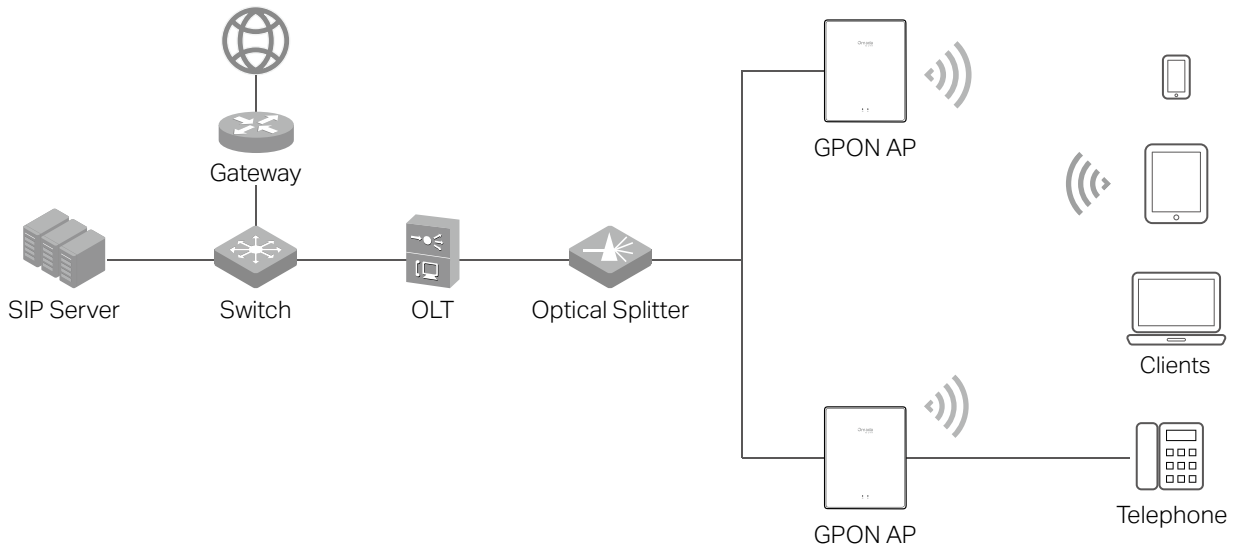 GPON AP
Gateway
SIP Server
Switch
OLT
Optical Splitter
Clients
Telephone
GPON AP